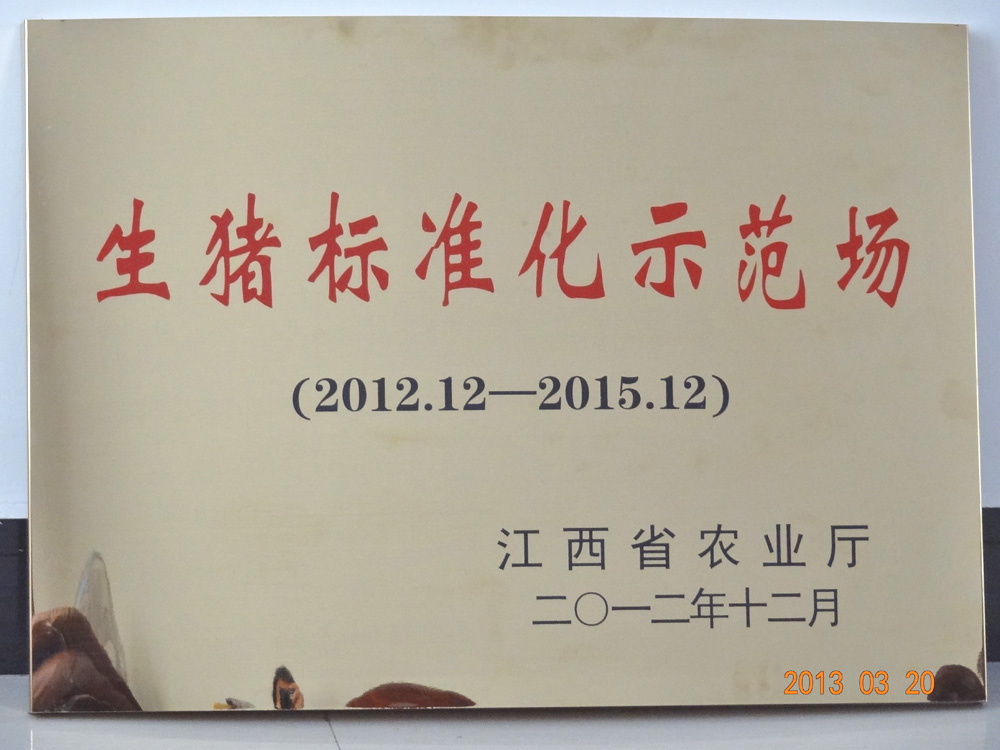 生猪标准化示范场
(2012.12—2015.12)
江西省农业厅
二〇一二年十二月
2013 03 20